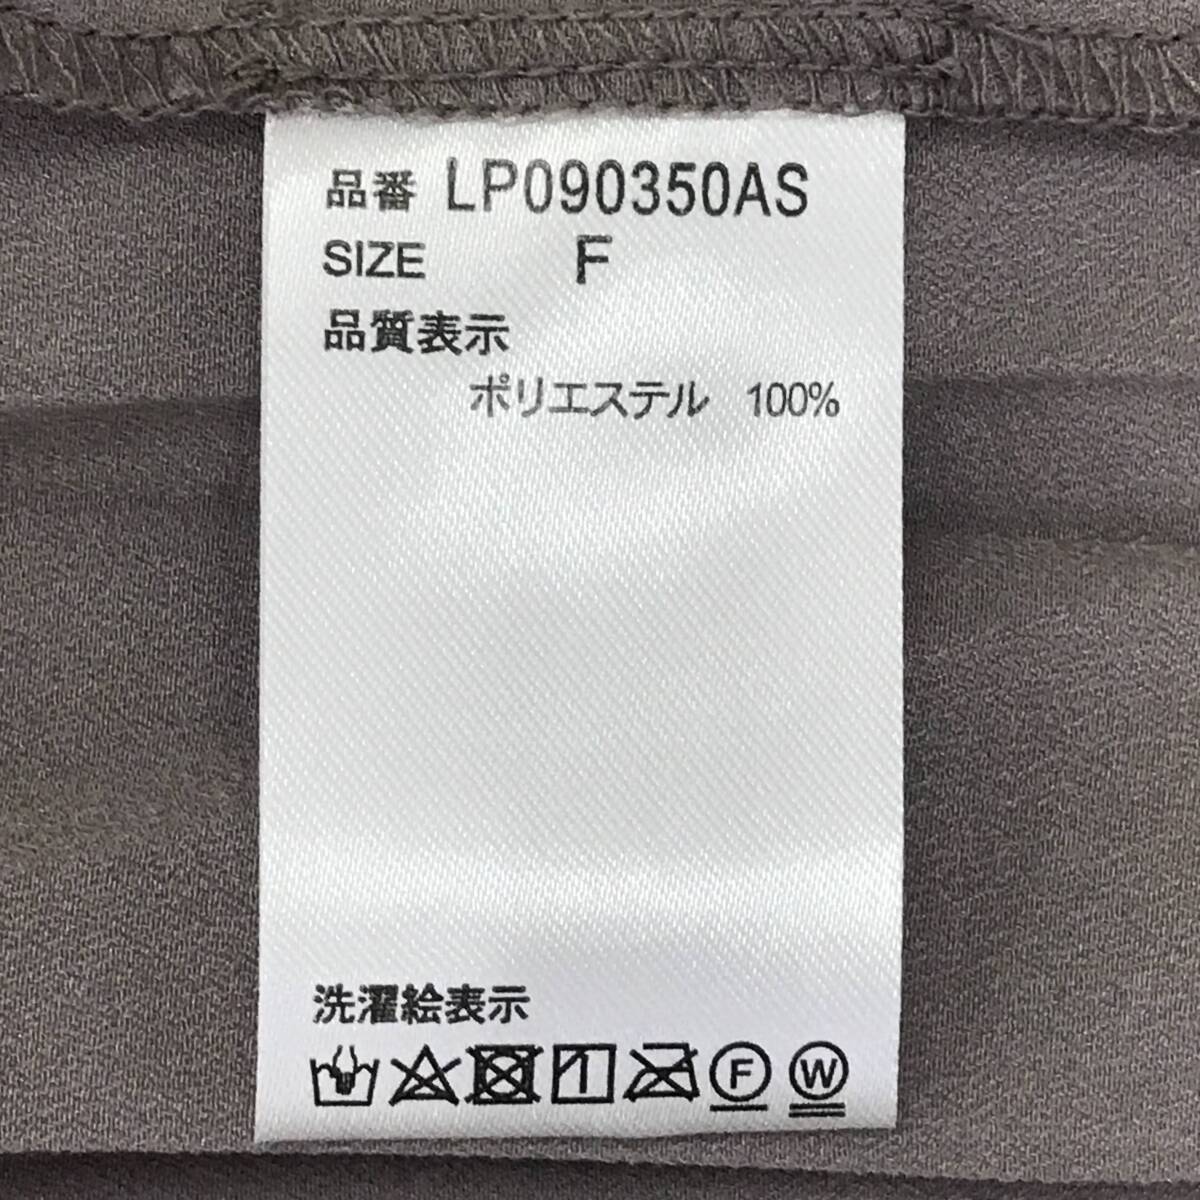 品番 LP090350AS
SIZE F
品質表示
ポリエステル 100%
洗濯絵表示
F W